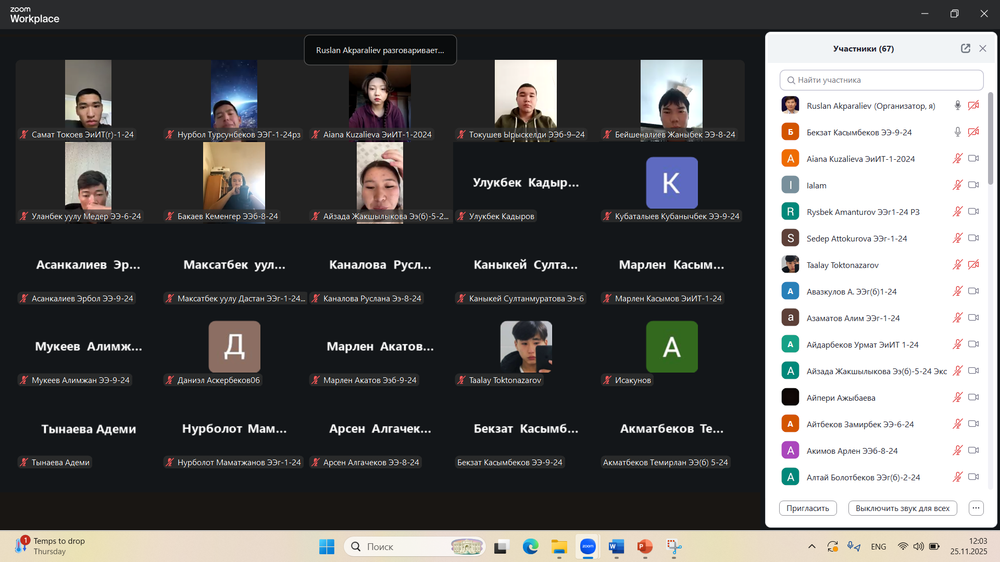 zoom
Workplace
Ruslan Akparaliev разговаривает...
Самат Токоев ЭиИТ(г)-1-24
Нурбол Турсунбеков ЭЭГ-1-24рз
Aiana Kuzalieva ЭиИТ-1-2024
Токушев Ырыскелди ЭЭб-9–24
Бейшеналиев Жаныбек ЭЭ-8-24
Уланбек уулу Медер ЭЭ-6-24
Бакаев Кеменгер ЭЭб-8-24
Айзада Жакшылыкова Ээ(б)-5-2...
Улукбек Кадыр...
Улукбек Кадыров
K
Кубаталыев Кубанычбек ЭЭ-9-24
Асанкалиев Эр...
Асанкалиев Эрбол ЭЭ-9-24
Максатбек уул...
Максатбек уулу Дастан ЭЭг-1-24...
Каналова Русл...
Каналова Руслана Ээ-8-24
Каныкей Султа...
Каныкей Султанмуратова Ээ-6
Марлен Касым...
Марлен Касымов ЭиИТ-1-24
Мукеев Алимж...
Мукеев Алимжан ЭЭ-9-24
Д
Даниэл Аскербеков06
Марлен Акатов...
Марлен Акатов Ээб-9-24
Taalay Toktonazarov
А
Исакунов
Тынаева Адеми
Тынаева Адеми
Нурболот Мам...
Нурболот Маматжанов ЭЭг-1-24
Арсен Алгачек...
Арсен Алгачеков ЭЭ-8-24
Бекзат Касымб...
Бекзат Касымбеков ЭЭ-9-24
Акматбеков Те...
Акматбеков Темирлан ЭЭ(б) 5-24
Участники (67)
Найти участника
Ruslan Akparaliev (Организатор, я)
Б
Бекзат Касымбеков ЭЭ-9-24
A
Aiana Kuzalieva ЭиИТ-1-2024
I
Ialam
R
Rysbek Amanturov ЭЭг1-24 РЗ
S
Sedep Attokurova ЭЭг-1-24
Taalay Toktonazarov
А
Авазкулов А. ЭЭг(б)1-24
а
Азаматов Алим ЭЭг-1-24
А
Айдарбеков Урмат ЭиИТ 1-24
А
Айзада Жакшылыкова Ээ(б)-5-24 Экс
Айпери Ажыбаева
А
Айтбеков Замирбек ЭЭ-6-24
А
Акимов Арлен ЭЭб-8-24
А
Алтай Болотбеков ЭЭг(б)-2-24
Пригласить
Выключить звук для всех
...
1
Temps to drop
Thursday
Поиск
zoom
W
P
ENG
12:03
25.11.2025